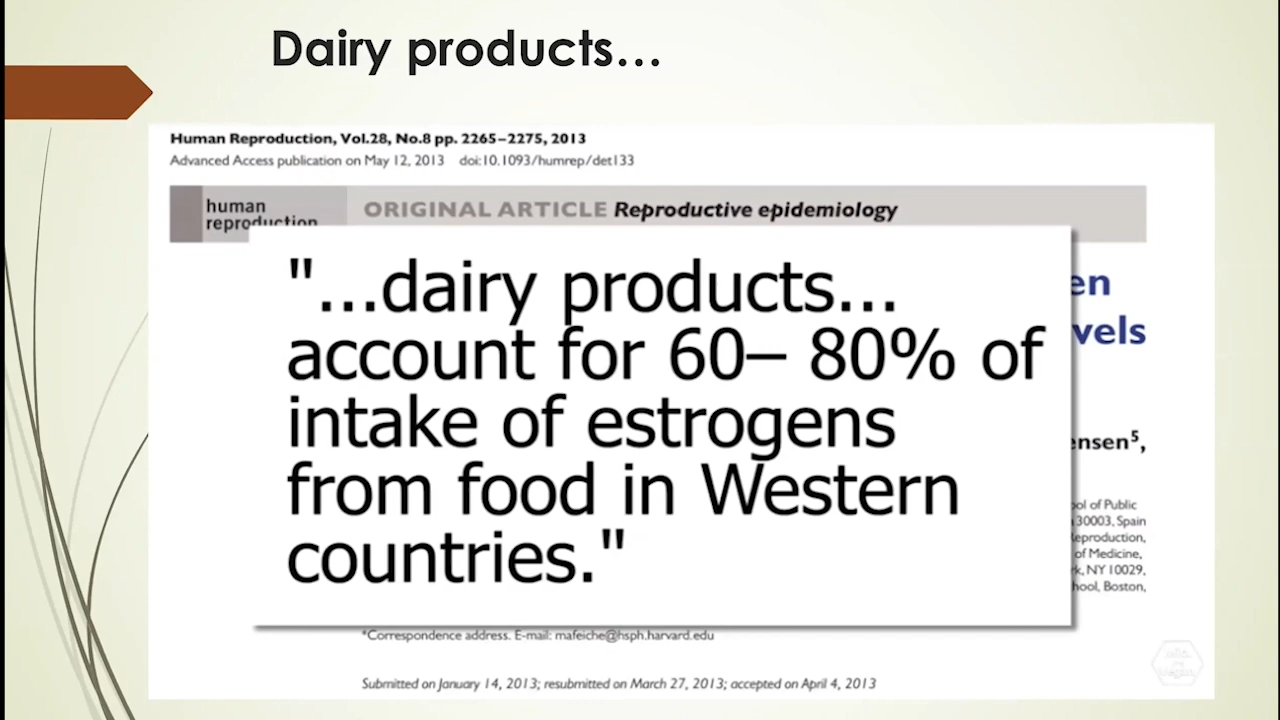 Dairy products...
Human Reproduction, Vol.28, No.8 pp. 2265–2275, 2013
Advanced Access publication on May 12, 2013 doi:10.1093/humrep/det133
human
reproduction
ORIGINAL ARTICLE Reproductive epidemiology
"...dairy products...
account for 60– 80% of
intake of estrogens
from food in Western
countries."
en
vels
ensen5,
ool of Public
30003, Spain
Reproduction,
of Medicine,
rk, NY 10029,
hool, Boston,
*Correspondence address. E-mail: mafeiche@hsph.harvard.edu
Submitted on January 14, 2013; resubmitted on March 27, 2013; accepted on April 4, 2013